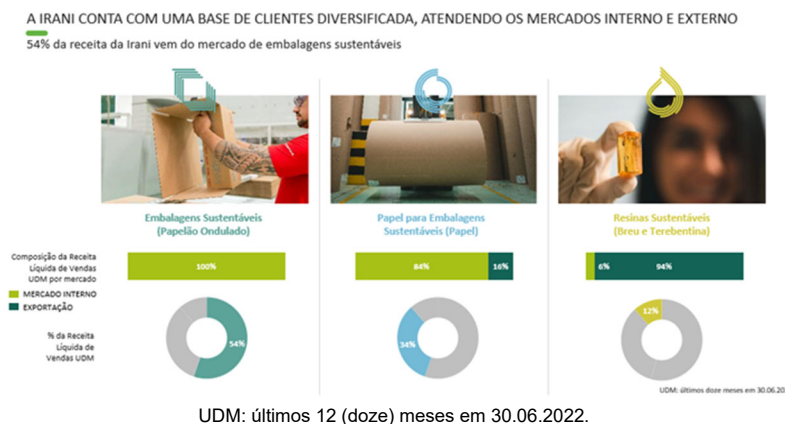 A IRANI CONTA COM UMA BASE DE CLIENTES DIVERSIFICADA, ATENDENDO OS MERCADOS INTERNO E EXTERNO
54% da receita da Irani vem do mercado de embalagens sustentáveis
Embalagens Sustentáveis
(Papelão Ondulado)
Papel para Embalagens
Sustentáveis (Papel)
Resinas Sustentáveis
(Breu e Terebentina)
Composição da Receita
Líquida de Vendas
UDM por mercado
MERCADO INTERNO
EXPORTAÇÃO
100%
84% 16%
6% 94%
% da Receita
Líquida de
Vendas UDM
54%
34%
12%
UDM: últimos doze meses em 30.06.20
UDM: últimos 12 (doze) meses em 30.06.2022.